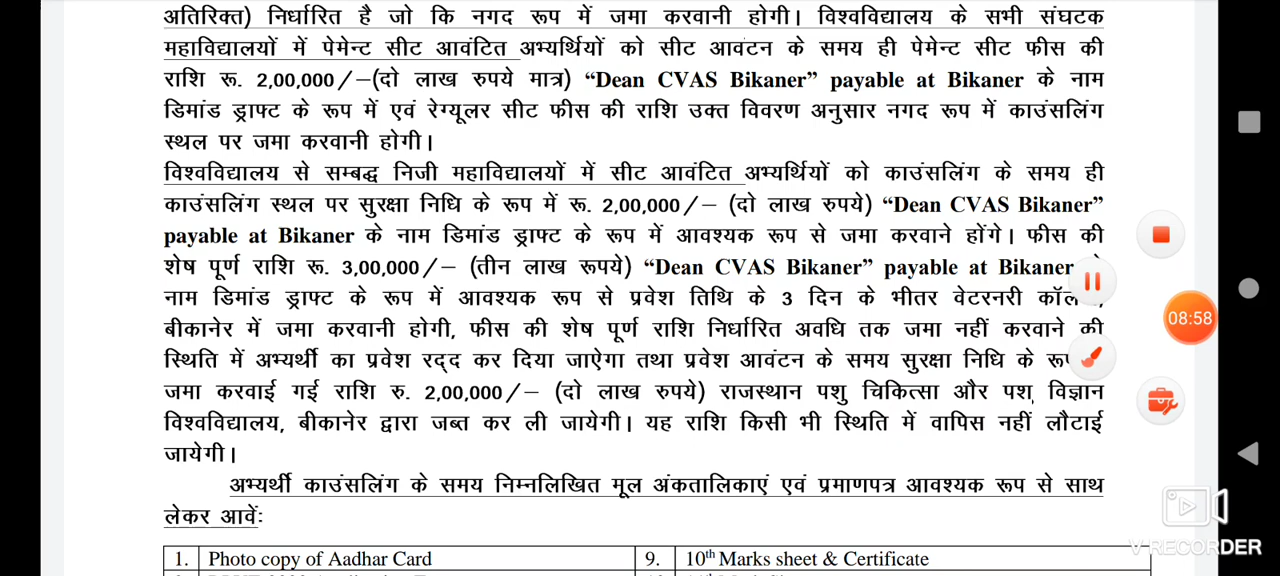 अतिरिक्त) निर्धारित है जो कि नगद रूप में जमा करवानी होगी। विश्वविद्यालय के सभी संघटक
महाविद्यालयों में पेमेन्ट सीट आवंटित अभ्यर्थियों को सीट आवंटन के समय ही पेमेन्ट सीट फीस की
राशि रू. 2,00,000/–(दो लाख रुपये मात्र) “Dean CVAS Bikaner” payable at Bikaner के नाम
डिमांड ड्राफ्ट के रूप में एवं रेग्यूलर सीट फीस की राशि उक्त विवरण अनुसार नगद रूप में काउंसलिंग
स्थल पर जमा करवानी होगी।
विश्वविद्यालय से सम्बद्ध निजी महाविद्यालयों में सीट आवंटित अभ्यर्थियों को काउंसलिंग के समय ही
काउंसलिंग स्थल पर सुरक्षा निधि के रूप में रू. 2,00,000/– (दो लाख रुपये) “Dean CVAS Bikaner”
payable at Bikaner के नाम डिमांड ड्राफ्ट के रूप में आवश्यक रूप से जमा करवाने होंगे। फीस की
शेष पूर्ण राशि रू. 3,00,000/– (तीन लाख रूपये) “Dean CVAS Bikaner” payable at Bikaner
नाम डिमांड ड्राफ्ट के रूप में आवश्यक रूप से प्रवेश तिथि के 3 दिन के भीतर वेटरनरी
बीकानेर में जमा करवानी होगी, फीस की शेष पूर्ण राशि निर्धारित अवधि तक जमा नहीं करवाने की
स्थिति में अभ्यर्थी का प्रवेश रद्द कर दिया जाऐगा तथा प्रवेश आवंटन के समय सुरक्षा निधि के
जमा करवाई गई राशि रु. 2,00,000/– (दो लाख रुपये) राजस्थान पशु चिकित्सा और पशु विज्ञान
विश्वविद्यालय, बीकानेर द्वारा जब्त कर ली जायेगी। यह राशि किसी भी स्थिति में वापिस नहीं लौटाई
जायेगी।
अभ्यर्थी काउंसलिंग के समय निम्नलिखित मूल अंकतालिकाएं एवं प्रमाणपत्र आवश्यक रूप से साथ
लेकर आवें:
1. Photo copy of Aadhar Card 9. 10th Marks sheet & Certificate
08:58
V RECORDER